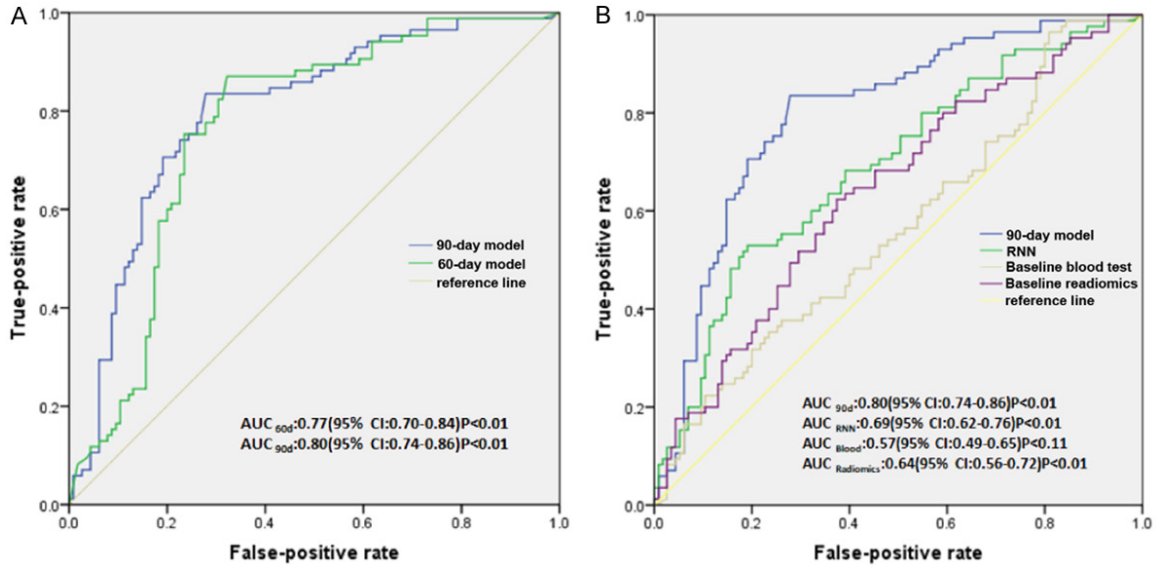 A
1.0
0.8
0.6
0.4
0.2
0.0
True-positive rate
90-day model
60-day model
reference line
AUC 60d:0.77(95% CI:0.70-0.84)P<0.01
AUC 90d:0.80(95% CI:0.74-0.86)P<0.01
0.0 0.2 0.4 0.6 0.8 1.0
False-positive rate
B
1.0
0.8
0.6
0.4
0.2
0.0
True-positive rate
90-day model
RNN
Baseline blood test
Baseline readiomics
reference line
AUC 90d:0.80(95% CI:0.74-0.86)P<0.01
AUC RNN:0.69(95% CI:0.62-0.76)P<0.01
AUC Blood:0.57(95% CI:0.49-0.65)P<0.11
AUC Radiomics:0.64(95% CI:0.56-0.72)P<0.01
0.0 0.2 0.4 0.6 0.8 1.0
False-positive rate